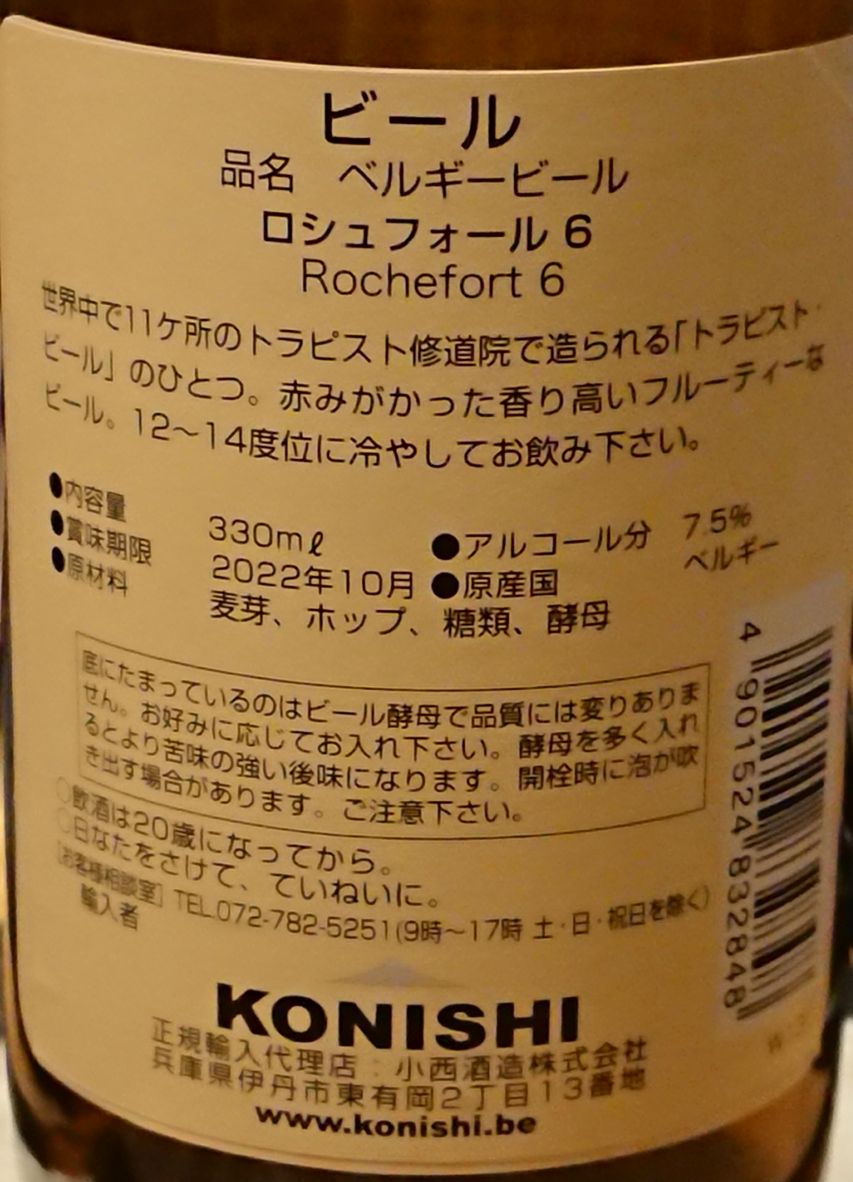 ビール
品名　ベルギービール
ロシュフォール 6
Rochefort 6
世界中で11ケ所のトラピスト修道院で造られる「トラピスト・
ビール」のひとつ。赤みがかった香り高いフルーティーな
ビール。12〜14度位に冷やしてお飲み下さい。
●内容量　330mℓ　●アルコール分　7.5%
●賞味期限　2022年10月　●原産国　ベルギー
●原材料　麦芽、ホップ、糖類、酵母
底にたまっているのはビール酵母で品質には変りありま
せん。お好みに応じてお入れ下さい。酵母を多く入れ
るとより苦味の強い後味になります。開栓時に泡が吹
き出す場合があります。ご注意下さい。
○飲酒は20歳になってから。
○日なたをさけて、ていねいに。
[お客様相談室] TEL.072-782-5251(9時〜17時 土・日・祝日を除く)
輸入者
KONISHI
正規輸入代理店：小西酒造株式会社
兵庫県伊丹市東有岡2丁目13番地
www.konishi.be
4 901524 832848